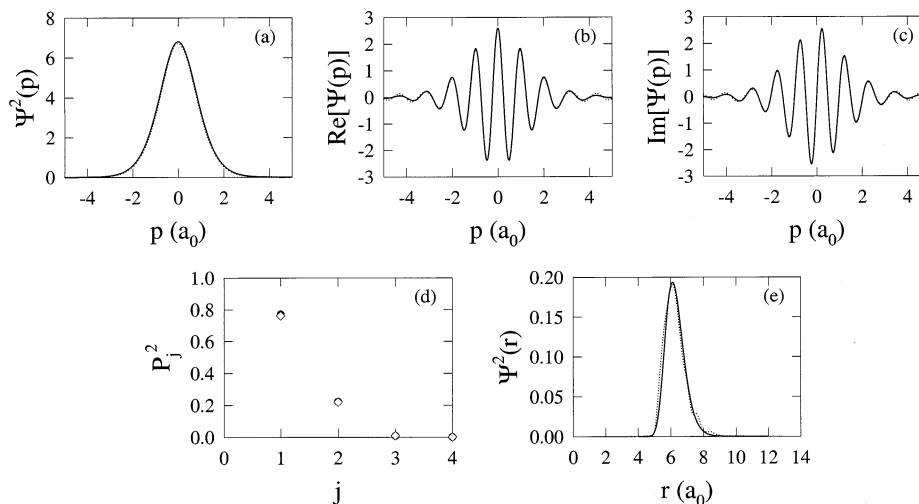 (a)
8
6
4
2
0
Ψ²(p)
-4 -2 0 2 4
p (a₀)
(b)
3
2
1
0
-1
-2
-3
Re[Ψ(p)]
-4 -2 0 2 4
p (a₀)
(c)
3
2
1
0
-1
-2
-3
Im[Ψ(p)]
-4 -2 0 2 4
p (a₀)
(d)
1.0
0.8
0.6
0.4
0.2
0.0
P_j²
0 1 2 3 4
j
(e)
0.20
0.15
0.10
0.05
0.00
Ψ²(r)
0 2 4 6 8 10 12 14
r (a₀)